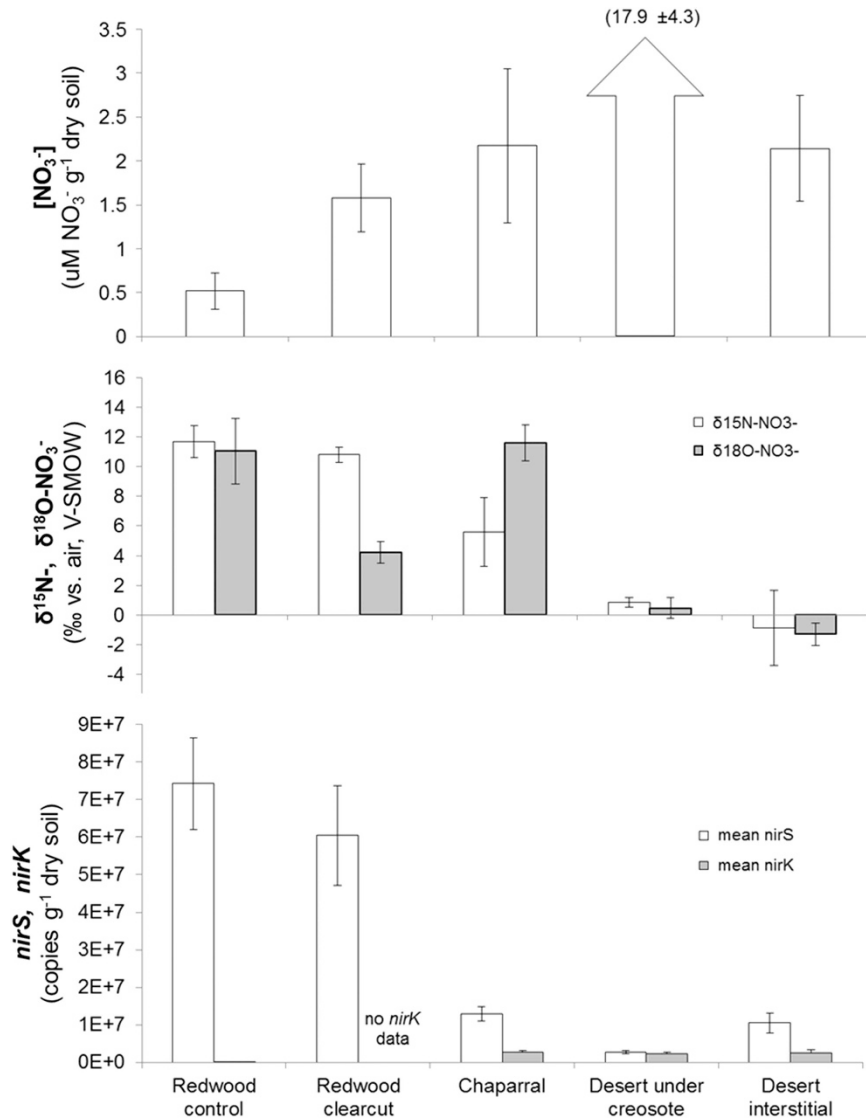 (17.9 ±4.3)
[NO₃⁻]
(uM NO₃⁻ g⁻¹ dry soil)
3.5
3
2.5
2
1.5
1
0.5
0
δ¹⁵N-, δ¹⁸O-NO₃⁻
(‰ vs. air, V-SMOW)
16
14
12
10
8
6
4
2
0
-2
-4
δ15N-NO3-
δ18O-NO3-
nirS, nirK
(copies g⁻¹ dry soil)
9E+7
8E+7
7E+7
6E+7
5E+7
4E+7
3E+7
2E+7
1E+7
0E+0
mean nirS
mean nirK
no nirK
data
Redwood
control
Redwood
clearcut
Chaparral
Desert under
creosote
Desert
interstitial